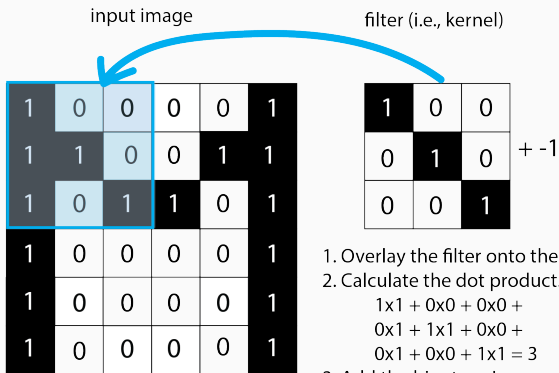 input image
filter (i.e., kernel)
1 0 0 0 0 1
1 1 0 0 1 1
1 0 1 1 0 1
1 0 0 0 0 1
1 0 0 0 0 1
1 0 0 0 0 1
1 0 0
0 1 0
0 0 1
+ -1
1. Overlay the filter onto the
2. Calculate the dot product.
1x1 + 0x0 + 0x0 +
0x1 + 1x1 + 0x0 +
0x1 + 0x0 + 1x1 = 3